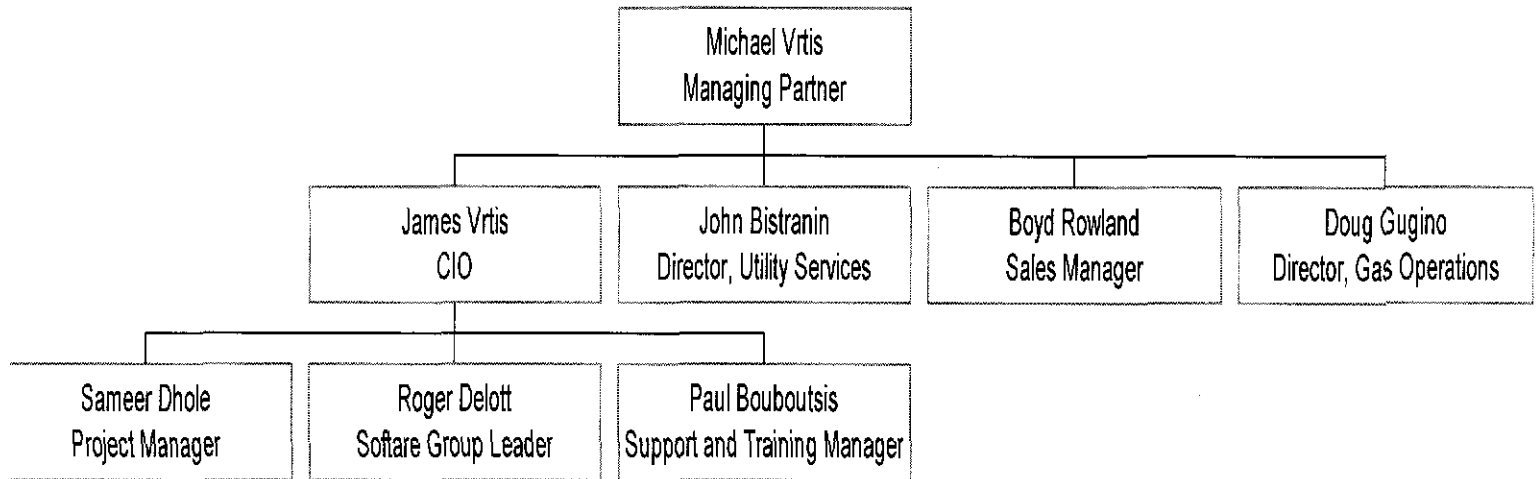 Michael Vrtis
Managing Partner
James Vrtis
CIO
John Bistranin
Director, Utility Services
Boyd Rowland
Sales Manager
Doug Gugino
Director, Gas Operations
Sameer Dhole
Project Manager
Roger Delott
Softare Group Leader
Paul Bouboutsis
Support and Training Manager